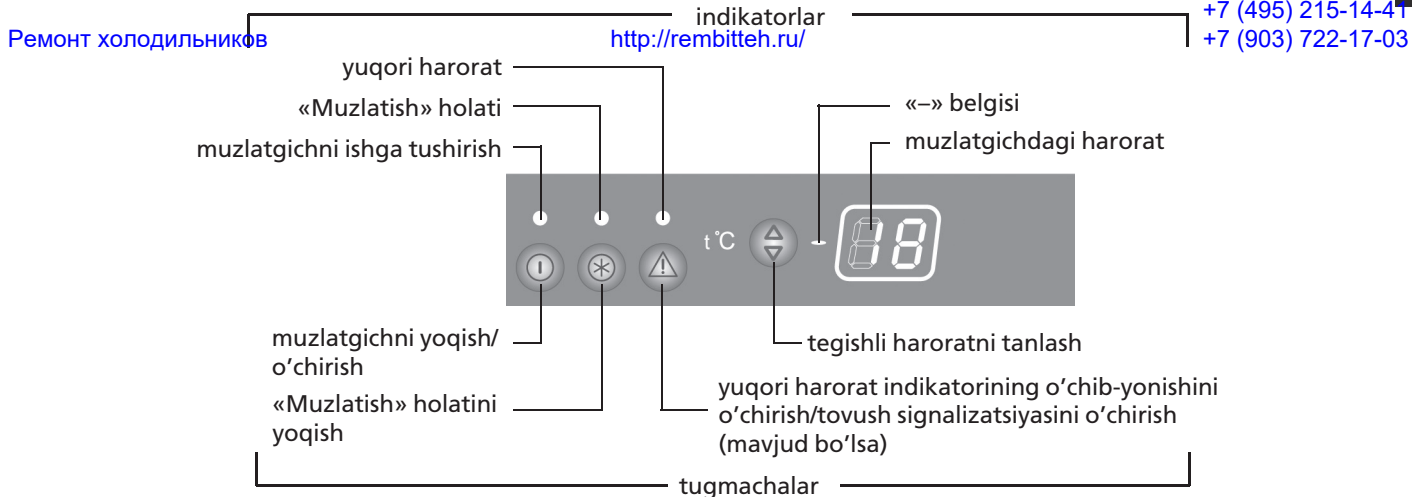 indikatorlar
+7 (495) 215-14-41
Ремонт холодильников
http://rembitteh.ru/
+7 (903) 722-17-03
yuqori harorat
«Muzlatish» holati
muzlatgichni ishga tushirish
«–» belgisi
muzlatgichdagi harorat
t °C
18
muzlatgichni yoqish/
o‘chirish
«Muzlatish» holatini
yoqish
tegishli haroratni tanlash
yuqori harorat indikatorining o‘chib-yonishini
o‘chirish/tovush signalizatsiyasini o‘chirish
(mavjud bo‘lsa)
tugmachalar